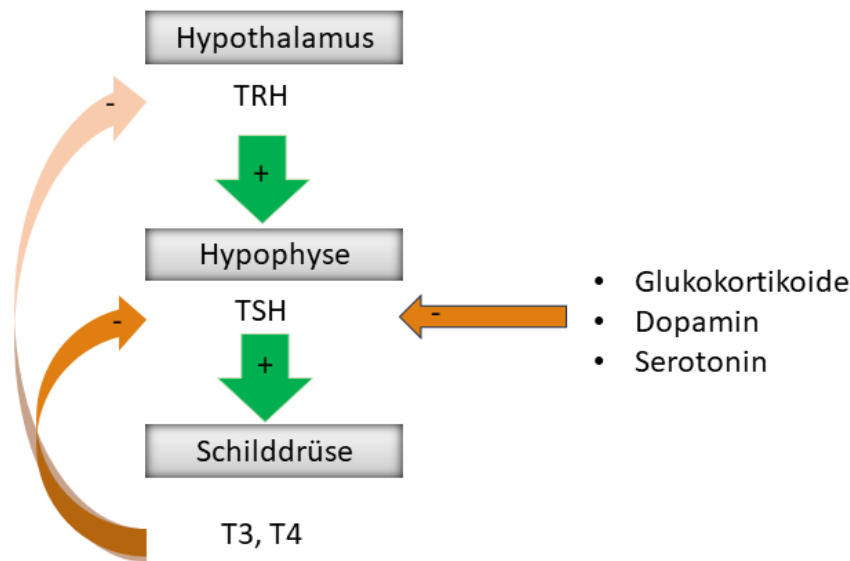 Hypothalamus
-
TRH
+
Hypophyse
-
TSH
-
• Glukokortikoide
• Dopamin
• Serotonin
+
Schilddrüse
T3, T4